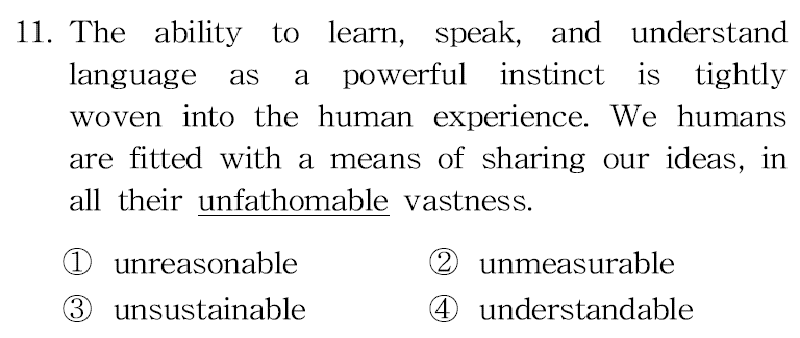 11. The ability to learn, speak, and understand
language as a powerful instinct is tightly
woven into the human experience. We humans
are fitted with a means of sharing our ideas, in
all their unfathomable vastness.
① unreasonable ② unmeasurable
③ unsustainable ④ understandable